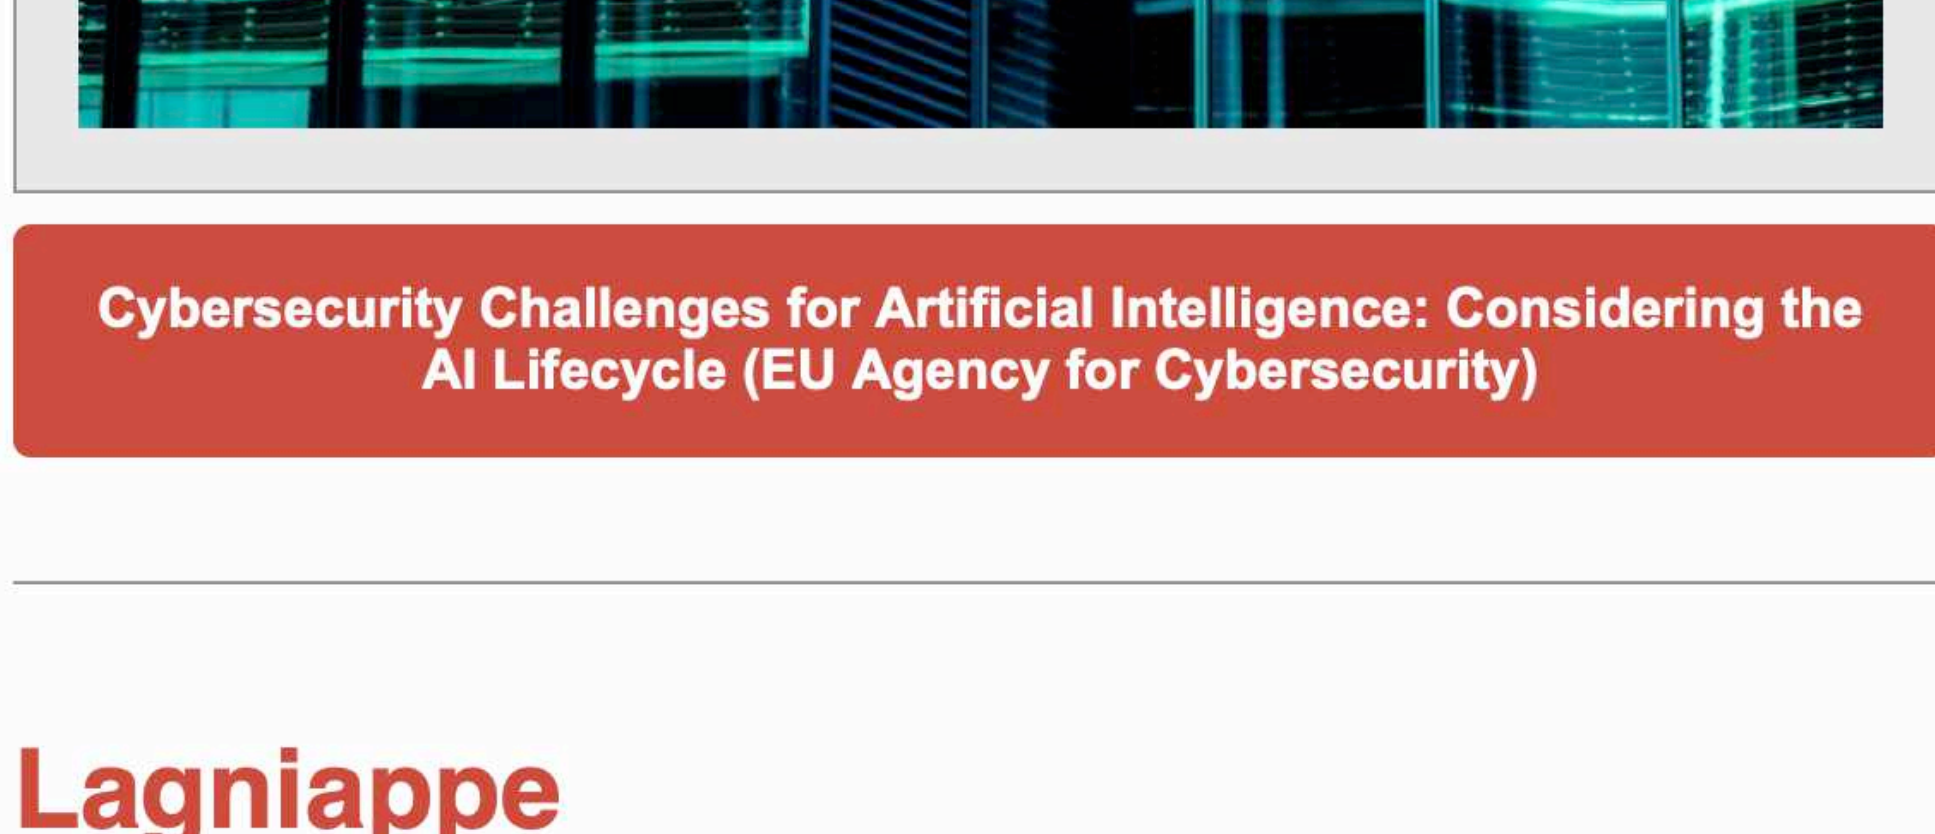 Cybersecurity Challenges for Artificial Intelligence: Considering the
AI Lifecycle (EU Agency for Cybersecurity)
Lagniappe